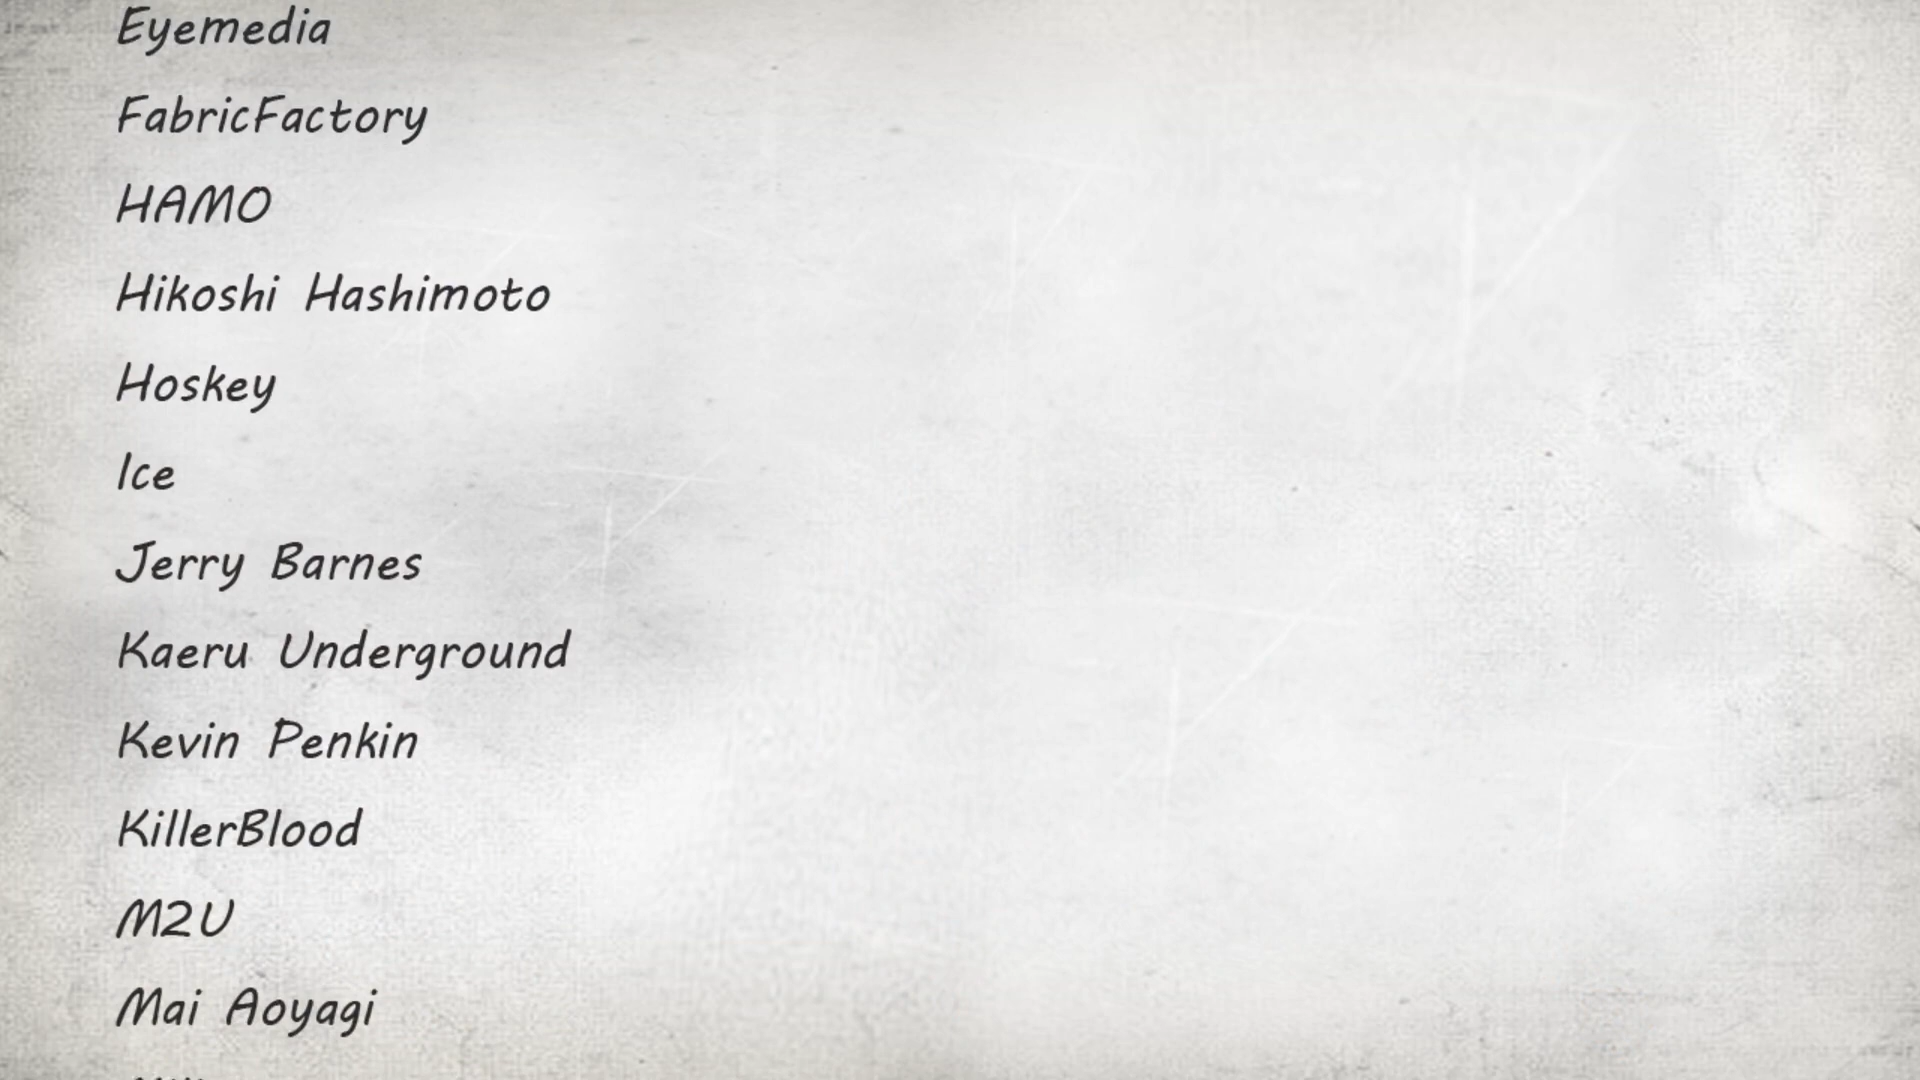 Eyemedia
FabricFactory
HAMO
Hikoshi Hashimoto
Hoskey
Ice
Jerry Barnes
Kaeru Underground
Kevin Penkin
KillerBlood
M2U
Mai Aoyagi